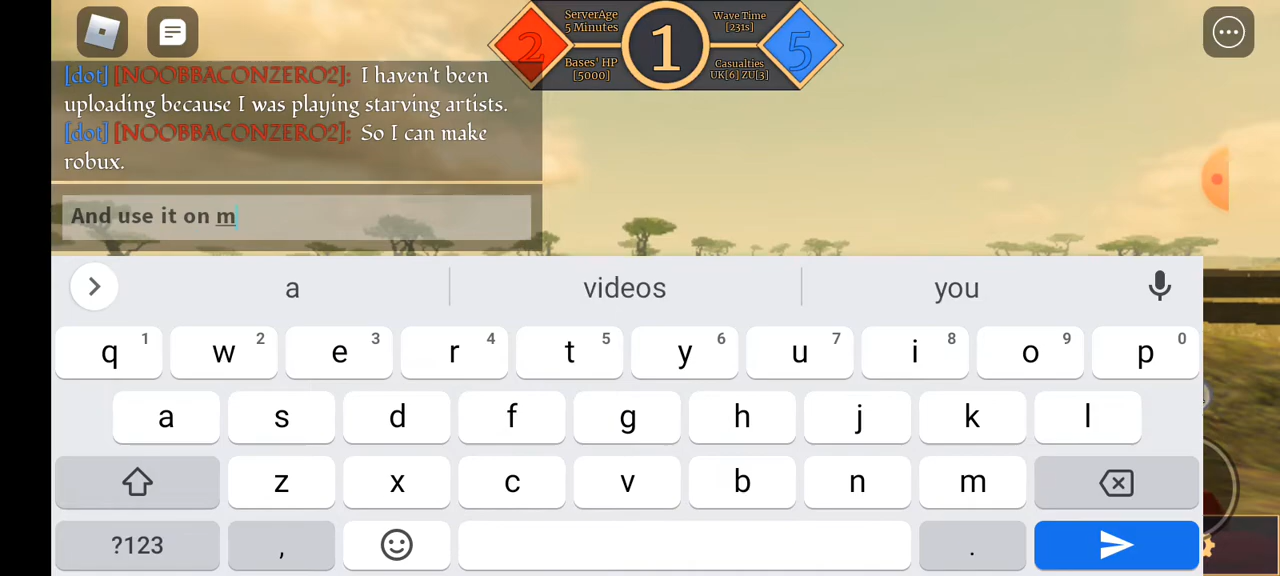 ServerAge
5 Minutes
Wave Time
[231s]
2
1
5
Bases' HP
[5000]
Casualties
UK[6] ZU[3]
[dot] [NOOBBACONZERO2]: I haven't been
uploading because I was playing starving artists.
[dot] [NOOBBACONZERO2]: So I can make
robux.
And use it on m
a videos you
q 1 w 2 e 3 r 4 t 5 y 6 u 7 i 8 o 9 p 0
a s d f g h j k l
z x c v b n m
?123 , .